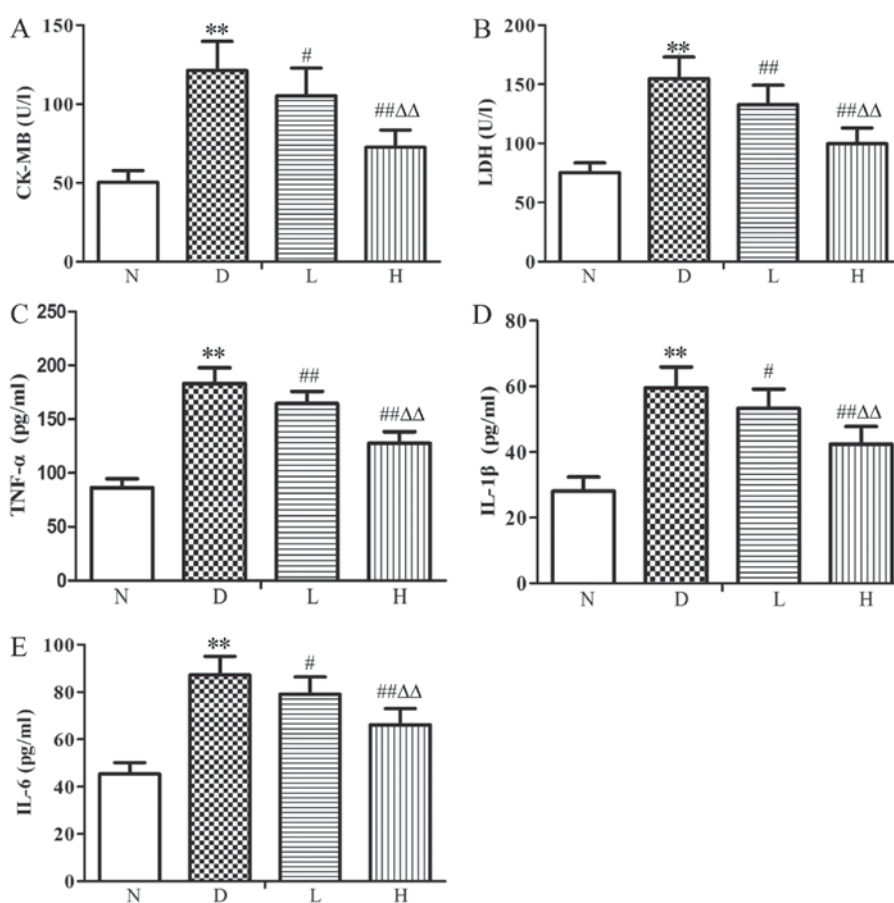 A
CK-MB (U/l)
150
100
50
0
**
#
##ΔΔ
N D L H
B
LDH (U/l)
200
150
100
50
0
**
##
##ΔΔ
N D L H
C
TNF-α (pg/ml)
250
200
150
100
50
0
**
##
##ΔΔ
N D L H
D
IL-1β (pg/ml)
80
60
40
20
0
**
#
##ΔΔ
N D L H
E
IL-6 (pg/ml)
100
80
60
40
20
0
**
#
##ΔΔ
N D L H